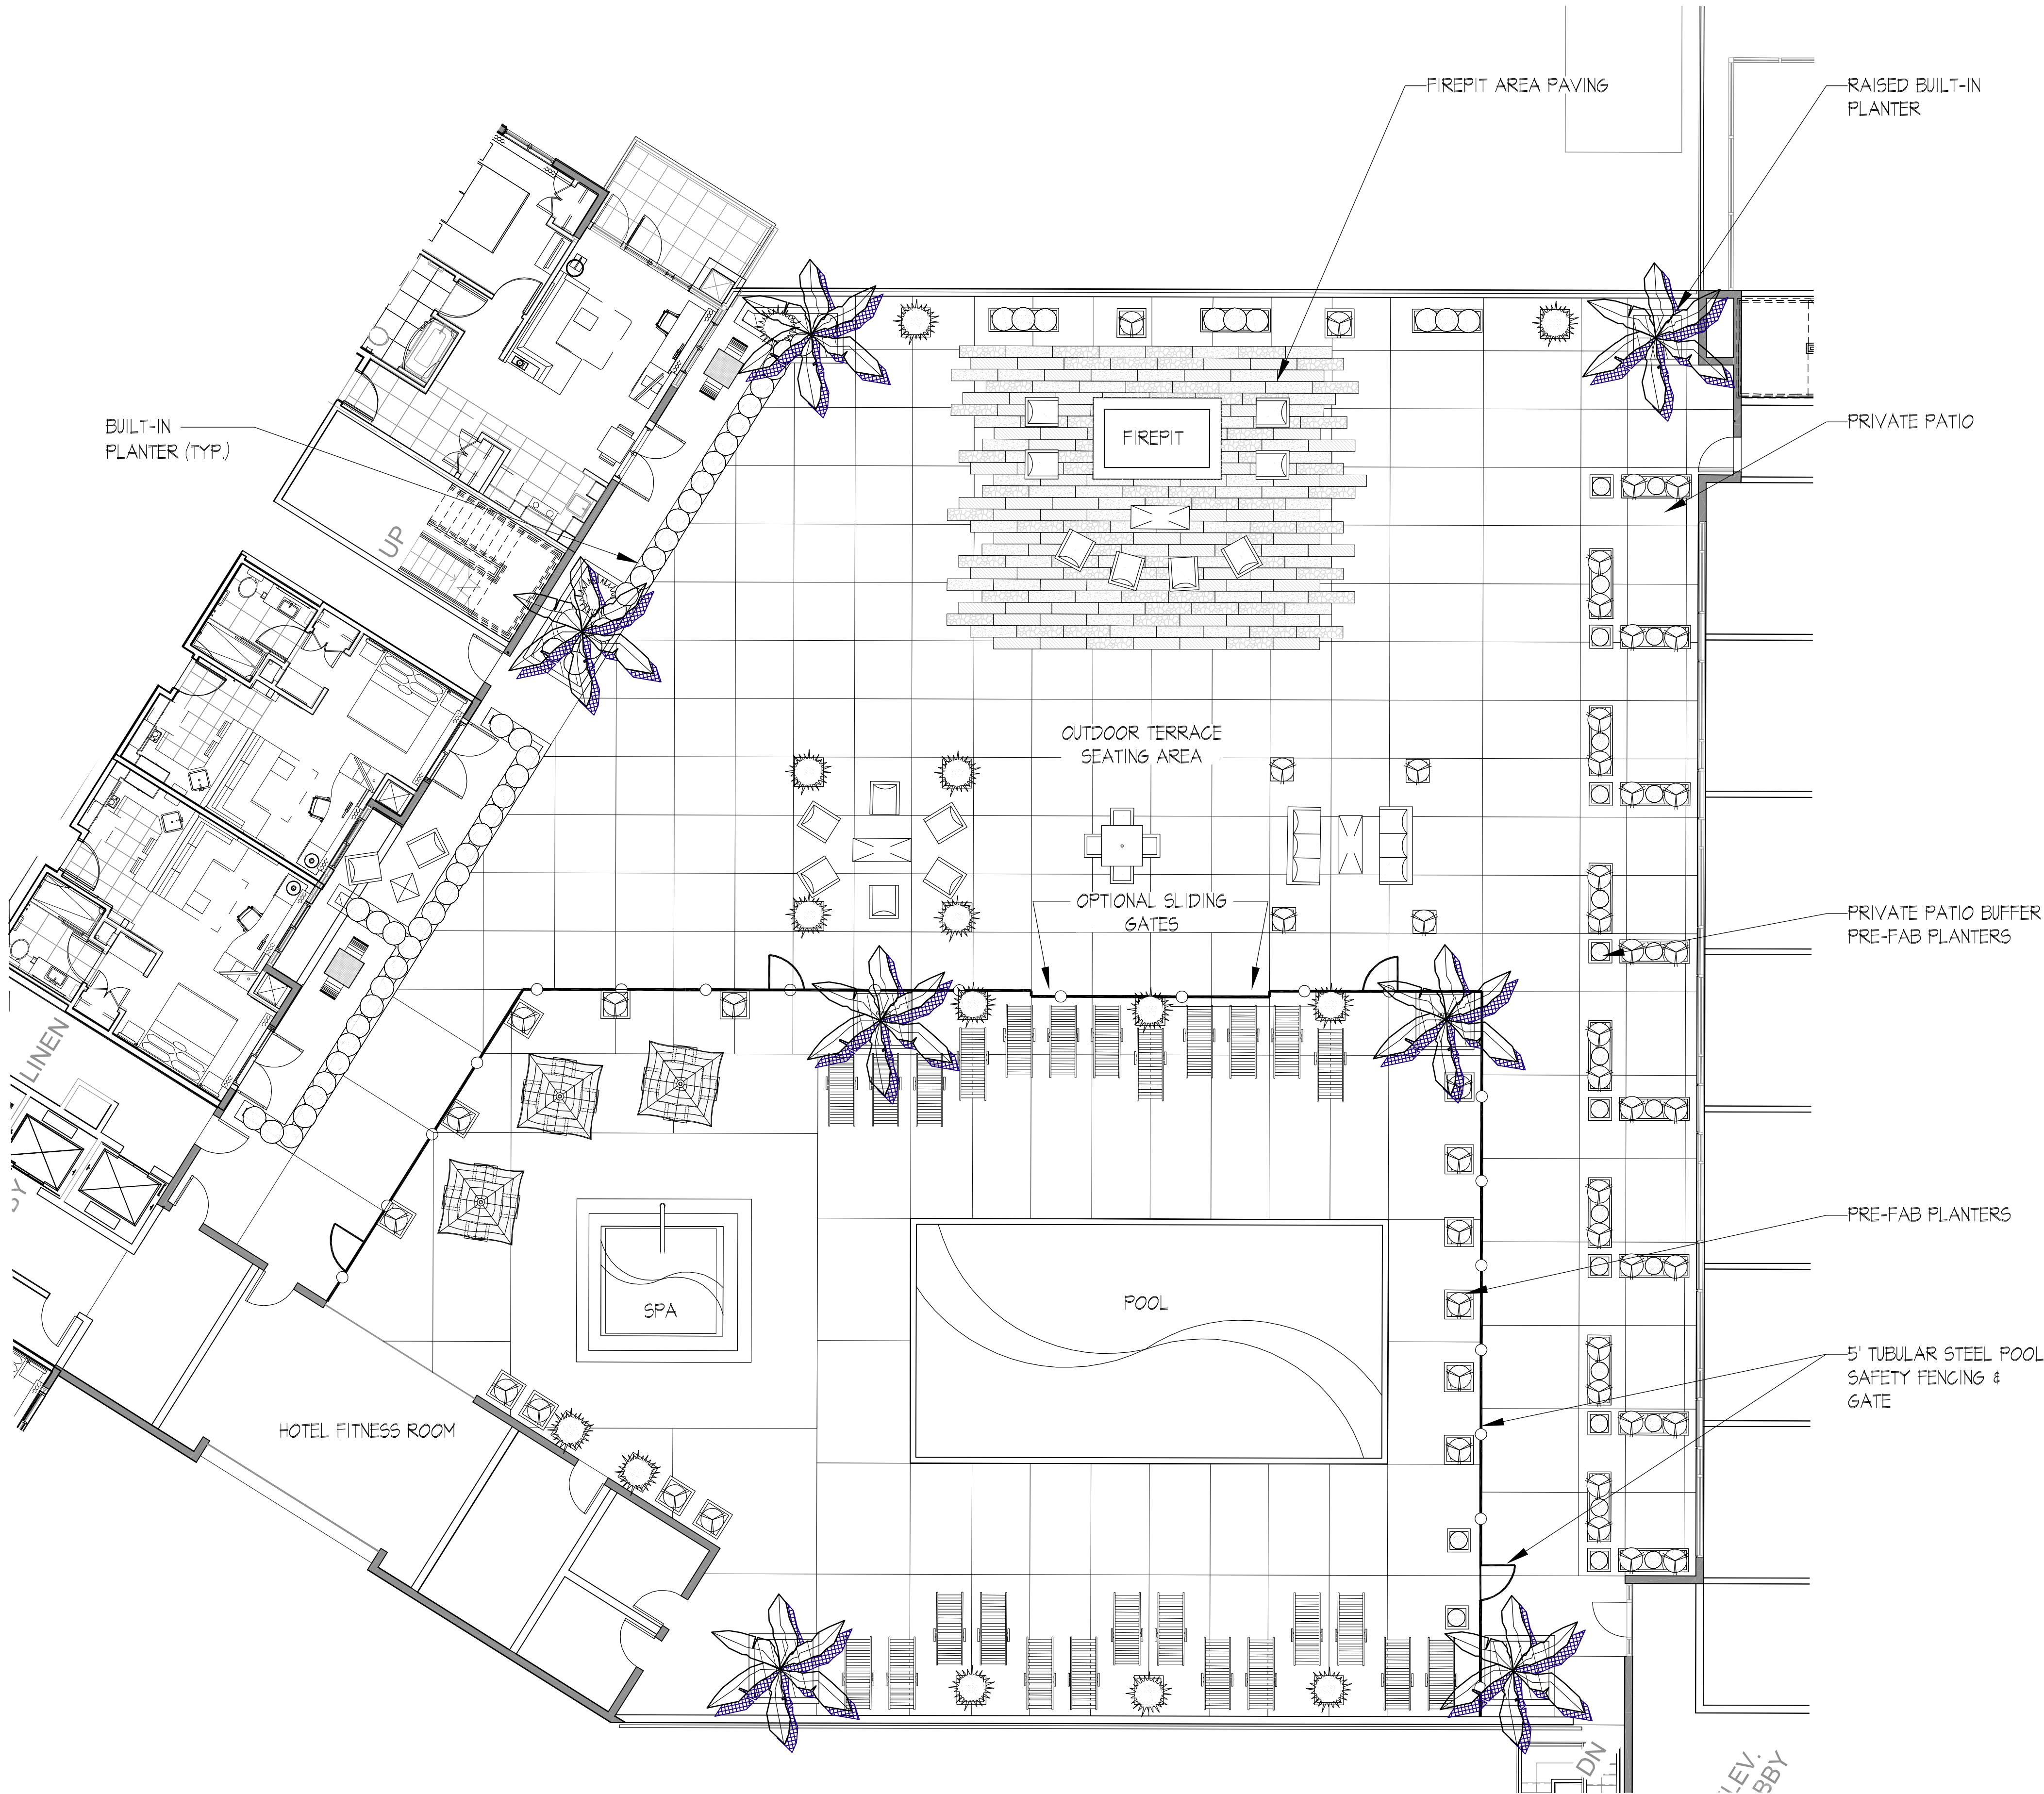 FIREPIT AREA PAVING
RAISED BUILT-IN
PLANTER
BUILT-IN
PLANTER (TYP.)
PRIVATE PATIO
FIREPIT
UP
OUTDOOR TERRACE
SEATING AREA
OPTIONAL SLIDING
GATES
PRIVATE PATIO BUFFER
PRE-FAB PLANTERS
LINEN
PRE-FAB PLANTERS
SPA
POOL
5' TUBULAR STEEL POOL
SAFETY FENCING &
GATE
HOTEL FITNESS ROOM
DN